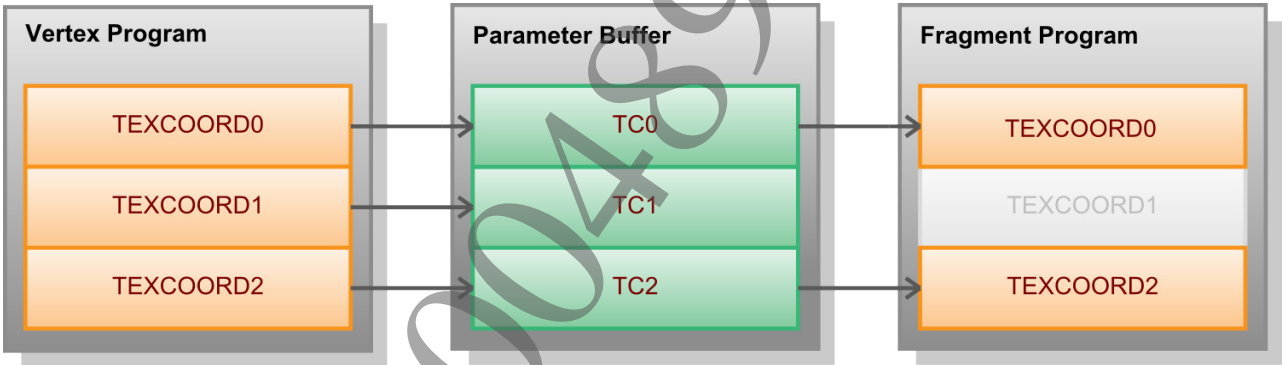 Vertex Program
TEXCOORD0
TEXCOORD1
TEXCOORD2
Parameter Buffer
TC0
TC1
TC2
Fragment Program
TEXCOORD0
TEXCOORD1
TEXCOORD2